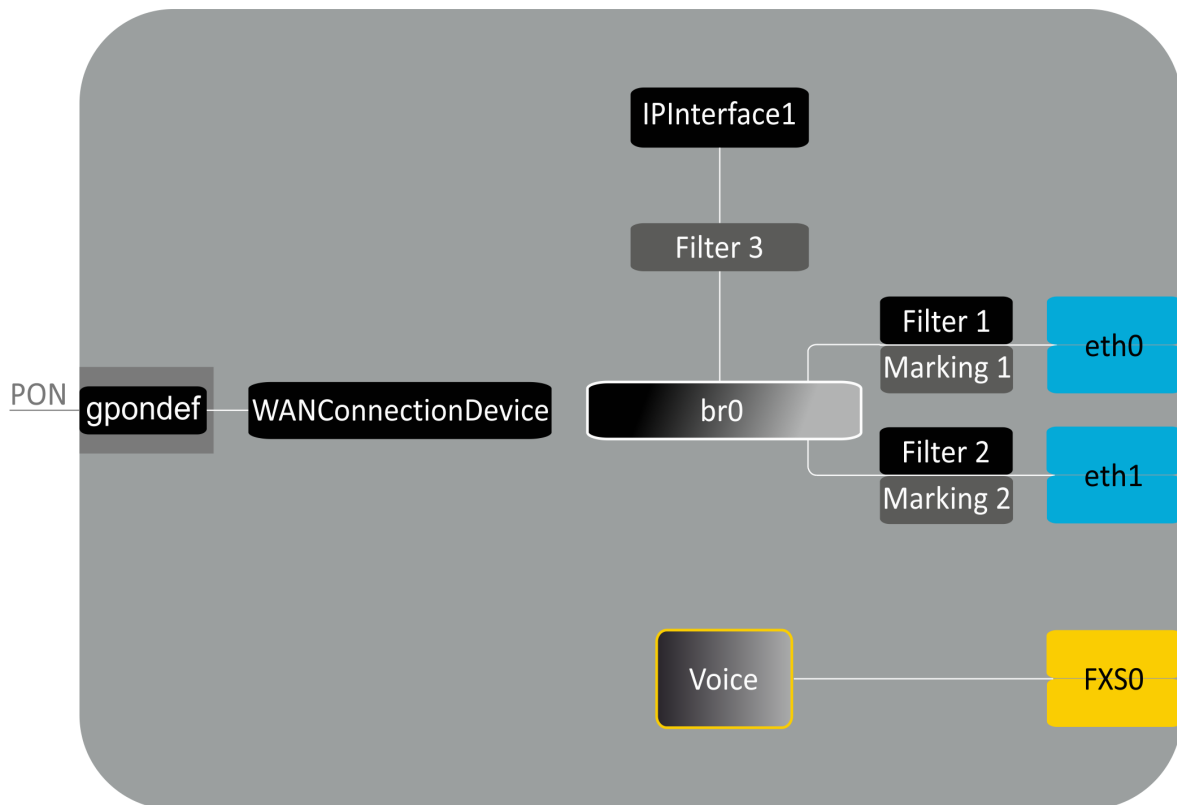 IPInterface1
Filter 3
Filter 1
Marking 1
eth0
PON
gpondef
WANConnectionDevice
br0
Filter 2
Marking 2
eth1
Voice
FXS0